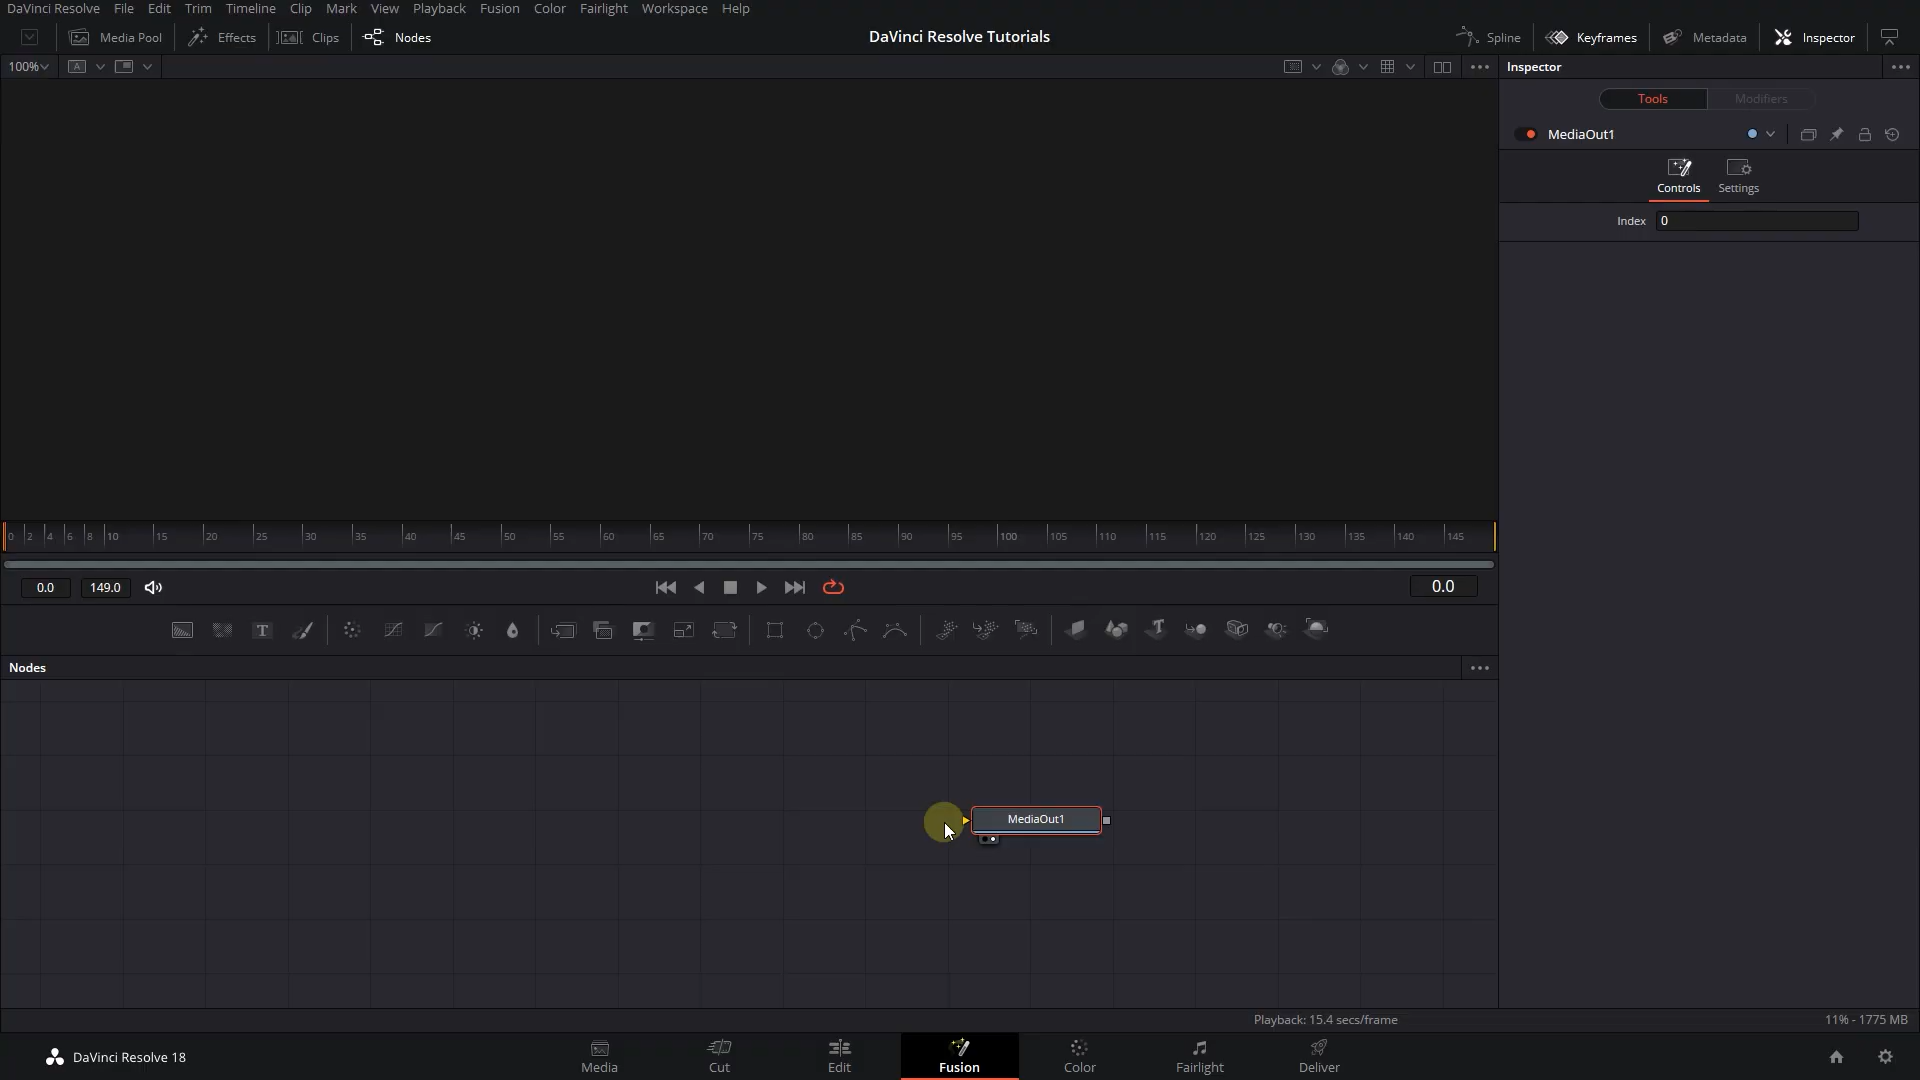 DaVinci Resolve File Edit Trim Timeline Clip Mark View Playback Fusion Color Fairlight Workspace Help
Media Pool Effects Clips Nodes DaVinci Resolve Tutorials Spline Keyframes Metadata Inspector
100% A Inspector
Tools Modifiers
MediaOut1
Controls Settings
Index 0
0 2 4 6 8 10 15 20 25 30 35 40 45 50 55 60 65 70 75 80 85 90 95 100 105 110 115 120 125 130 135 140 145
0.0 149.0 0.0
T
Nodes
MediaOut1
Playback: 15.4 secs/frame 11% - 1775 MB
DaVinci Resolve 18 Media Cut Edit Fusion Color Fairlight Deliver